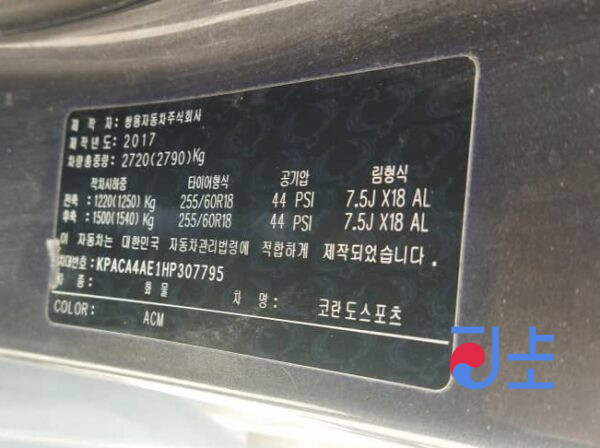 제 작 자: 쌍용자동차주식회사
제작년도: 2017
차량총중량: 2720(2790)Kg
적차시하중 타이어형식 공기압 림형식
전축: 1220(1250) Kg 255/60R18 44 PSI 7.5J X18 AL
후축: 1500(1540) Kg 255/60R18 44 PSI 7.5J X18 AL
이 자동차는 대한민국 자동차관리법령에 적합하게 제작되었습니다.
차대번호: KPACA4AE1HP307795
차 종: 화물 차 명: 코란도스포츠
COLOR: ACM